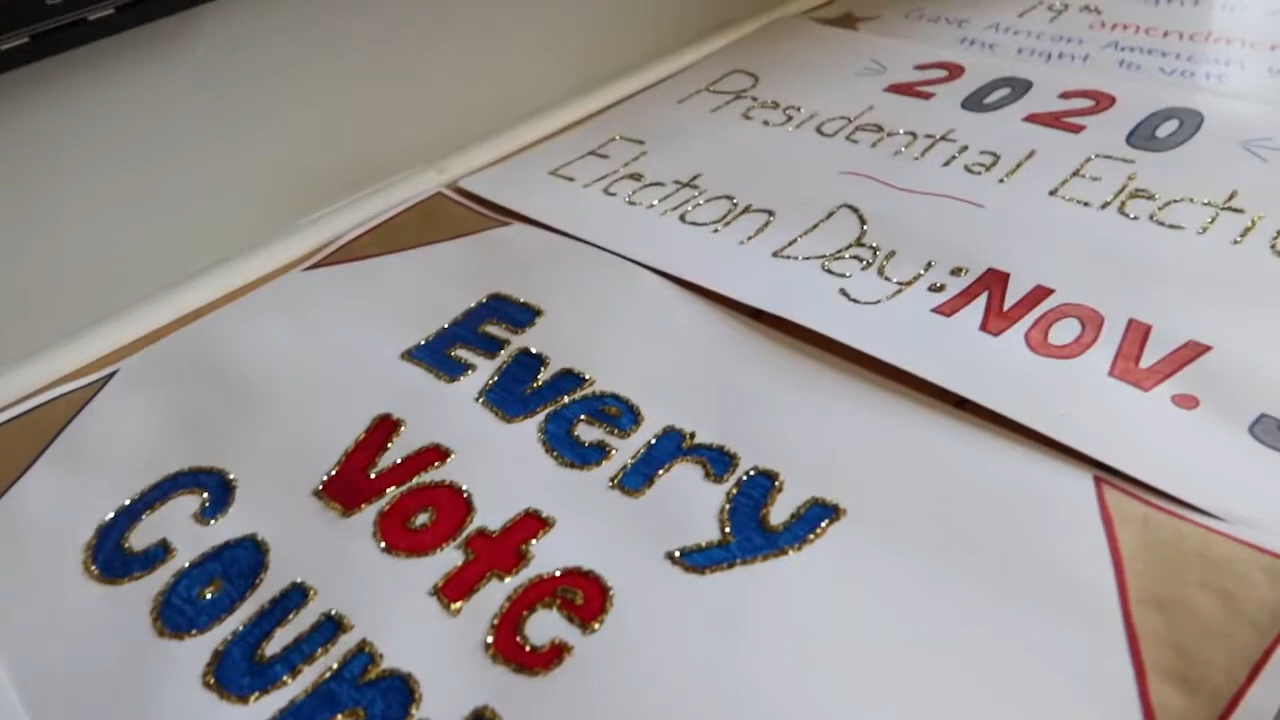 19th amendment
Gave African American
the right to vote
2020
Presidential Electi
Election Day: NOV.
Every
Vote
Coun